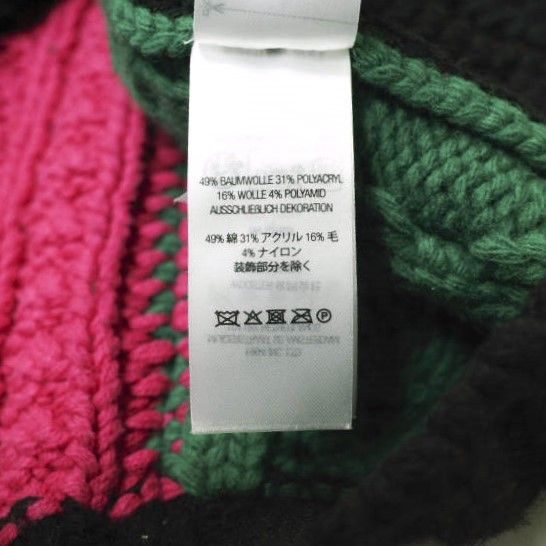 49% BAUMWOLLE 31% POLYACRYL
16% WOLLE 4% POLYAMID
AUSSCHLIEßLICH DEKORATION
49% 綿 31% アクリル 16% 毛
4% ナイロン
装飾部分を除く